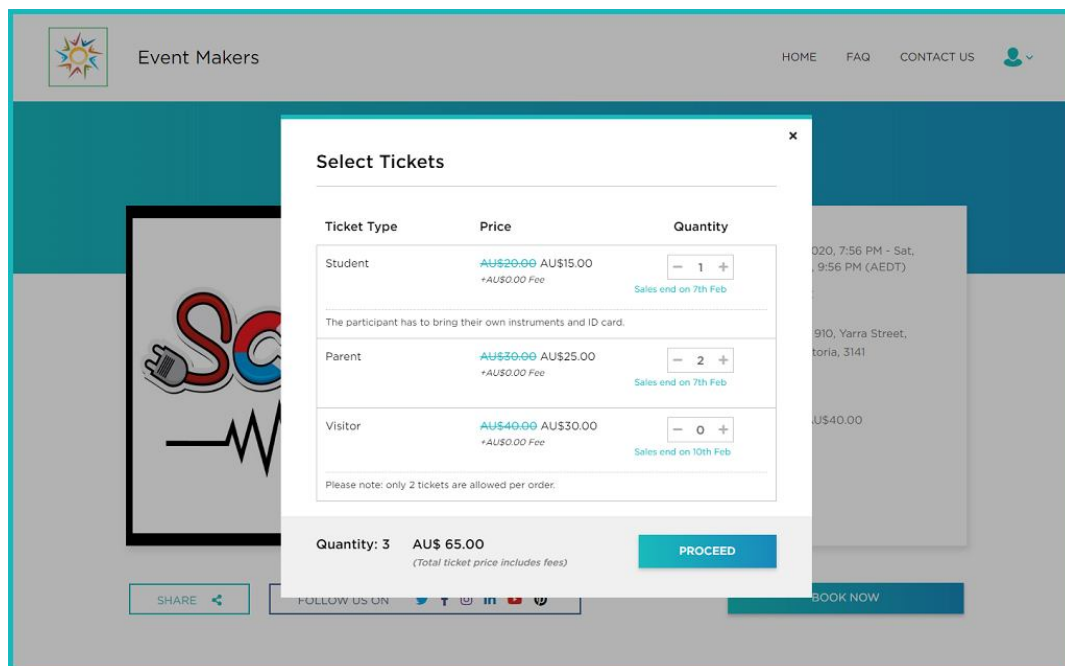 Event Makers
HOME FAQ CONTACT US
×
Select Tickets
Ticket Type Price Quantity
Student AU$20.00 AU$15.00 − 1 +
+AU$0.00 Fee
Sales end on 7th Feb
The participant has to bring their own instruments and ID card.
Parent AU$30.00 AU$25.00 − 2 +
+AU$0.00 Fee
Sales end on 7th Feb
Visitor AU$40.00 AU$30.00 − 0 +
+AU$0.00 Fee
Sales end on 10th Feb
Please note: only 2 tickets are allowed per order.
Quantity: 3 AU$ 65.00
(Total ticket price includes fees)
PROCEED
020, 7:56 PM - Sat,
, 9:56 PM (AEDT)
910, Yarra Street,
toria, 3141
U$40.00
SHARE
FOLLOW US ON
BOOK NOW